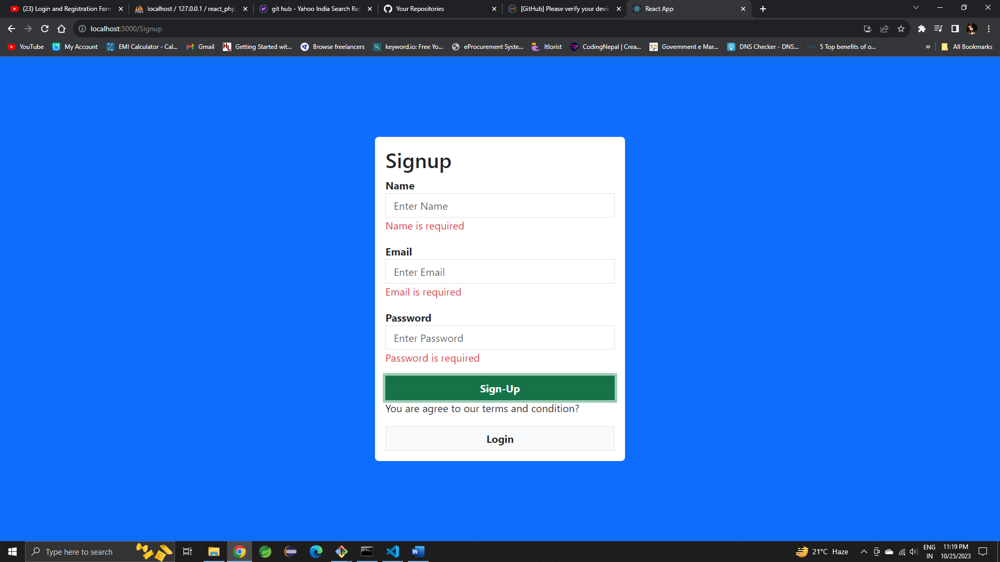 (23) Login and Registration Form
localhost / 127.0.0.1 / react_php_
git hub - Yahoo India Search Res
Your Repositories
[GitHub] Please verify your devic
React App
localhost:3000/Signup
YouTube
My Account
EMI Calculator - Cal...
Gmail
HL
Getting Started wit...
Browse freelancers
keyword.io: Free Yo...
eProcurement Syste...
Itlorist
CodingNepal | Crea...
Government e Mar...
DNS Checker - DNS...
5 Top benefits of o...
All Bookmarks
Signup
Name
Enter Name
Name is required
Email
Enter Email
Email is required
Password
Enter Password
Password is required
Sign-Up
You are agree to our terms and condition?
Login
Type here to search
21°C Haze
ENG
IN
11:19 PM
10/25/2023